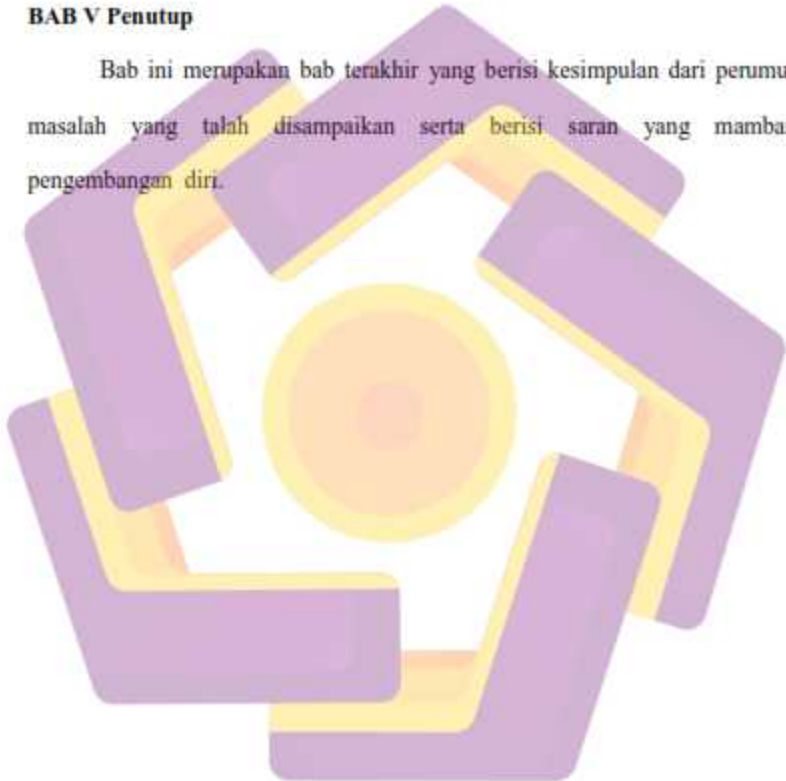 BAB V Penutup
Bab ini merupakan bab terakhir yang berisi kesimpulan dari perumu
masalah yang talah disampaikan serta berisi saran yang mamba
pengembangan diri.